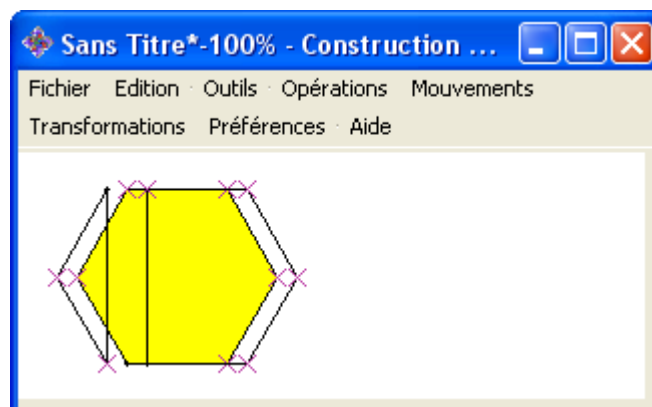 Sans Titre*-100% - Construction ...
Fichier Edition Outils Opérations Mouvements
Transformations Préférences Aide